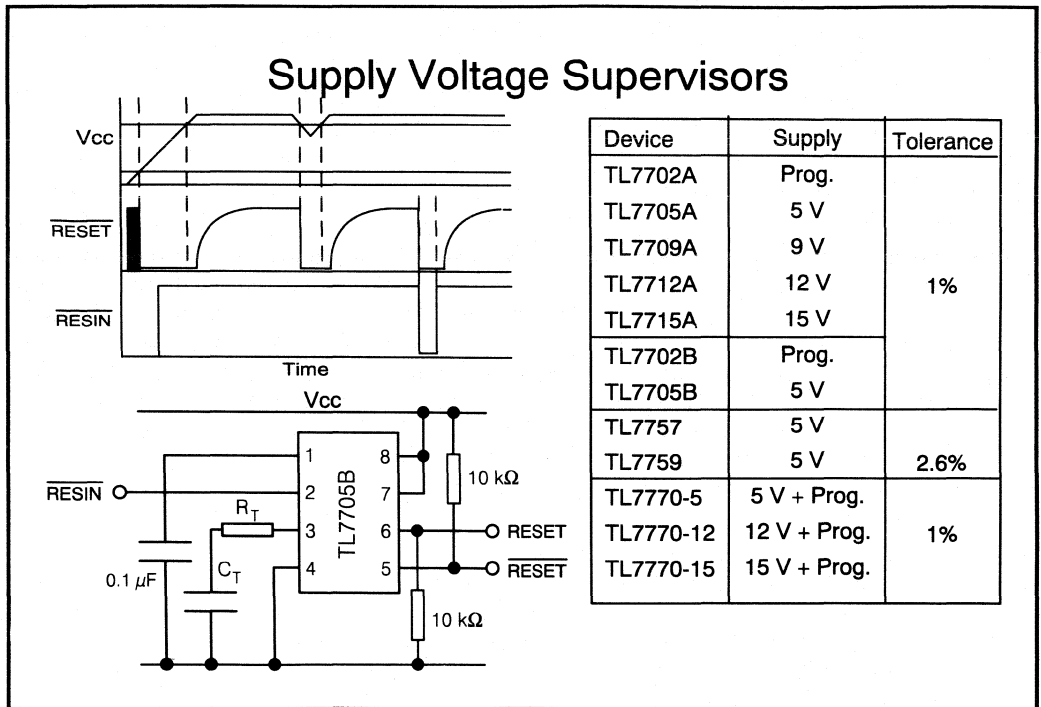 Supply Voltage Supervisors
Vcc
RESET
RESIN
Time
Device Supply Tolerance
TL7702A Prog.
TL7705A 5 V
TL7709A 9 V
TL7712A 12 V 1%
TL7715A 15 V
TL7702B Prog.
TL7705B 5 V
TL7757 5 V
TL7759 5 V 2.6%
TL7770-5 5 V + Prog.
TL7770-12 12 V + Prog. 1%
TL7770-15 15 V + Prog.
Vcc
RESIN
0.1 µF
RT
CT
1
2
3
4
TL7705B
8
7
6
5
10 kΩ
RESET
RESET
10 kΩ